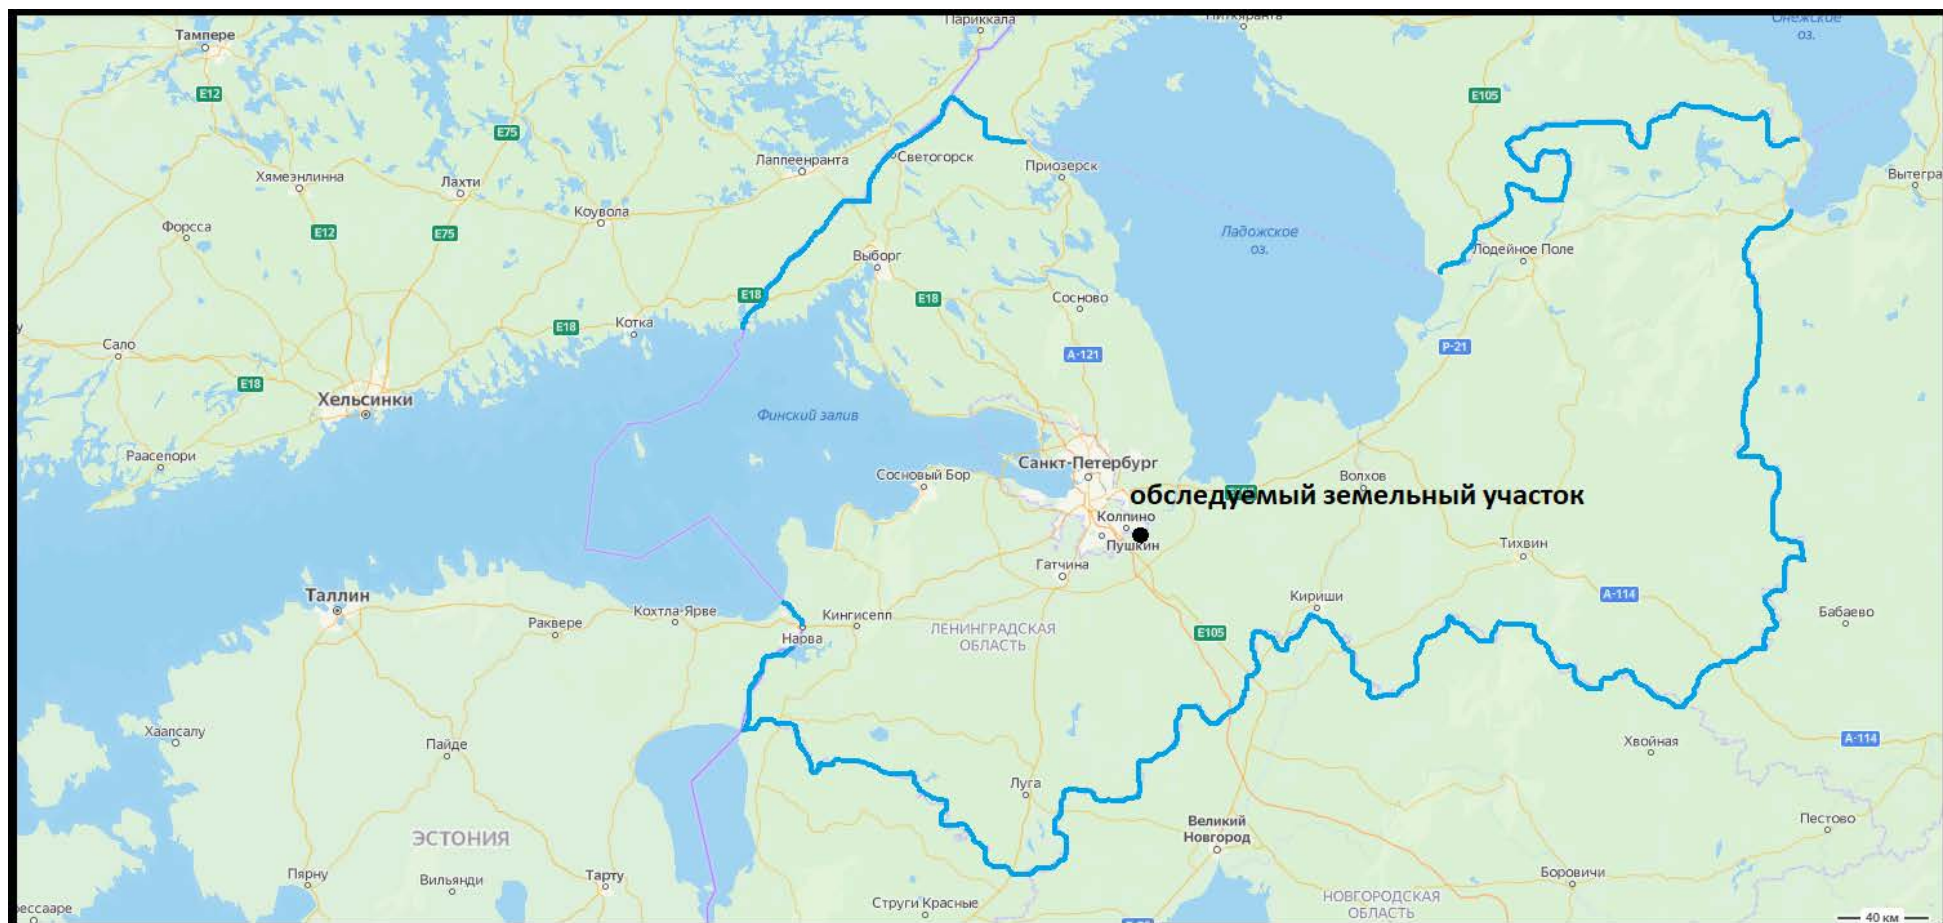 Париккала
Питкяранта
Онежское
оз.
Тампере
E12
E105
E75
Лаппеенранта
Светогорск
Приозерск
Вытегра
Хямеэнлинна
Лахти
Коувола
Форсса
E12
E75
Ладожское
оз.
Выборг
Лодейное Поле
E18
E18
Сосново
Котка
E18
Сало
А-121
Р-21
E18
Хельсинки
Финский залив
Раасепори
Санкт-Петербург
Сосновый Бор
Волхов
обследуемый земельный участок
Колпино
Пушкин
Тихвин
Гатчина
Таллин
Кириши
А-114
Кохтла-Ярве
Кингисепп
Бабаево
Раквере
Нарва
ЛЕНИНГРАДСКАЯ
ОБЛАСТЬ
E105
Хаапсалу
Пайде
Хвойная
А-114
Луга
Великий
Новгород
Пестово
ЭСТОНИЯ
Пярну
Вильянди
Тарту
Боровичи
Струги Красные
НОВГОРОДСКАЯ
ОБЛАСТЬ
40 км